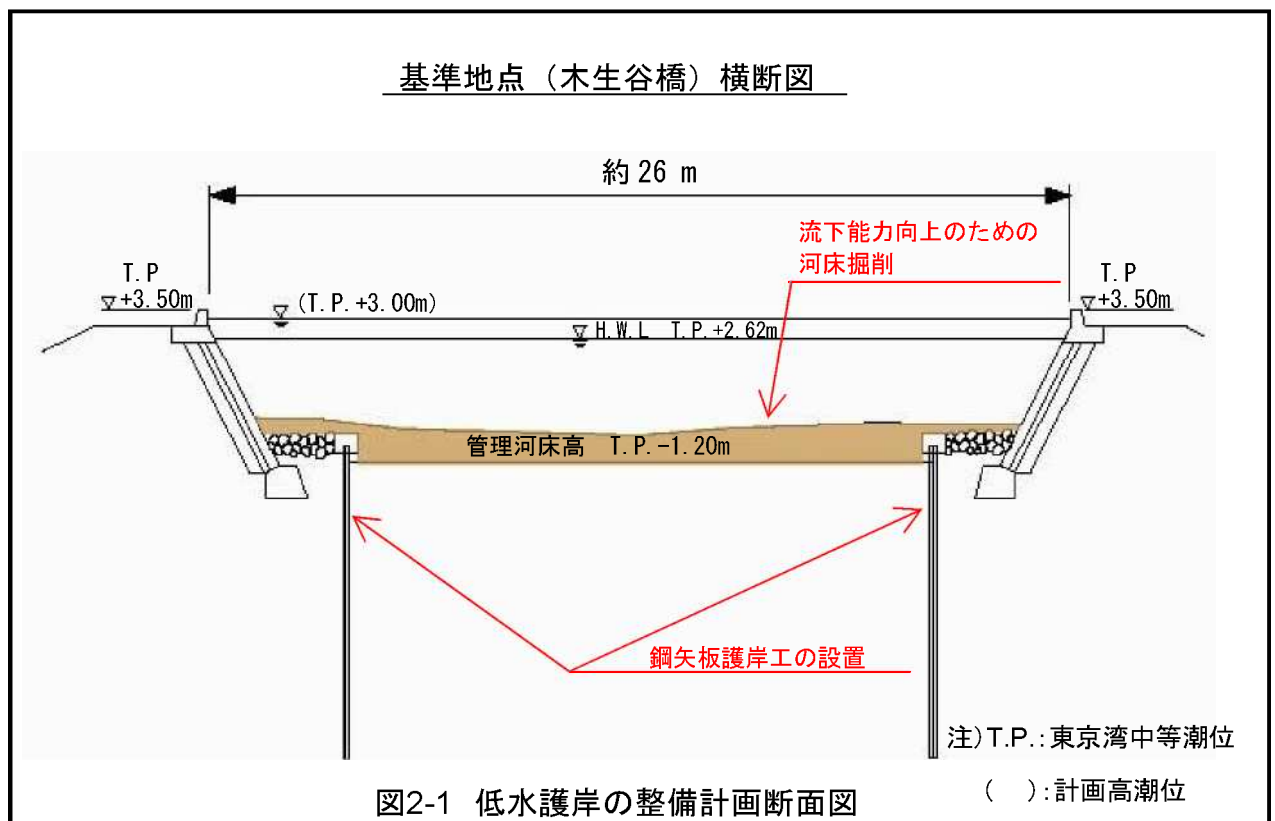 基準地点（木生谷橋）横断図
約26 m
流下能力向上のための
河床掘削
T.P
+3.50m
(T.P.+3.00m)
H.W.L T.P.+2.62m
T.P
+3.50m
管理河床高 T.P.-1.20m
鋼矢板護岸工の設置
注)T.P.:東京湾中等潮位
( ):計画高潮位
図2-1 低水護岸の整備計画断面図